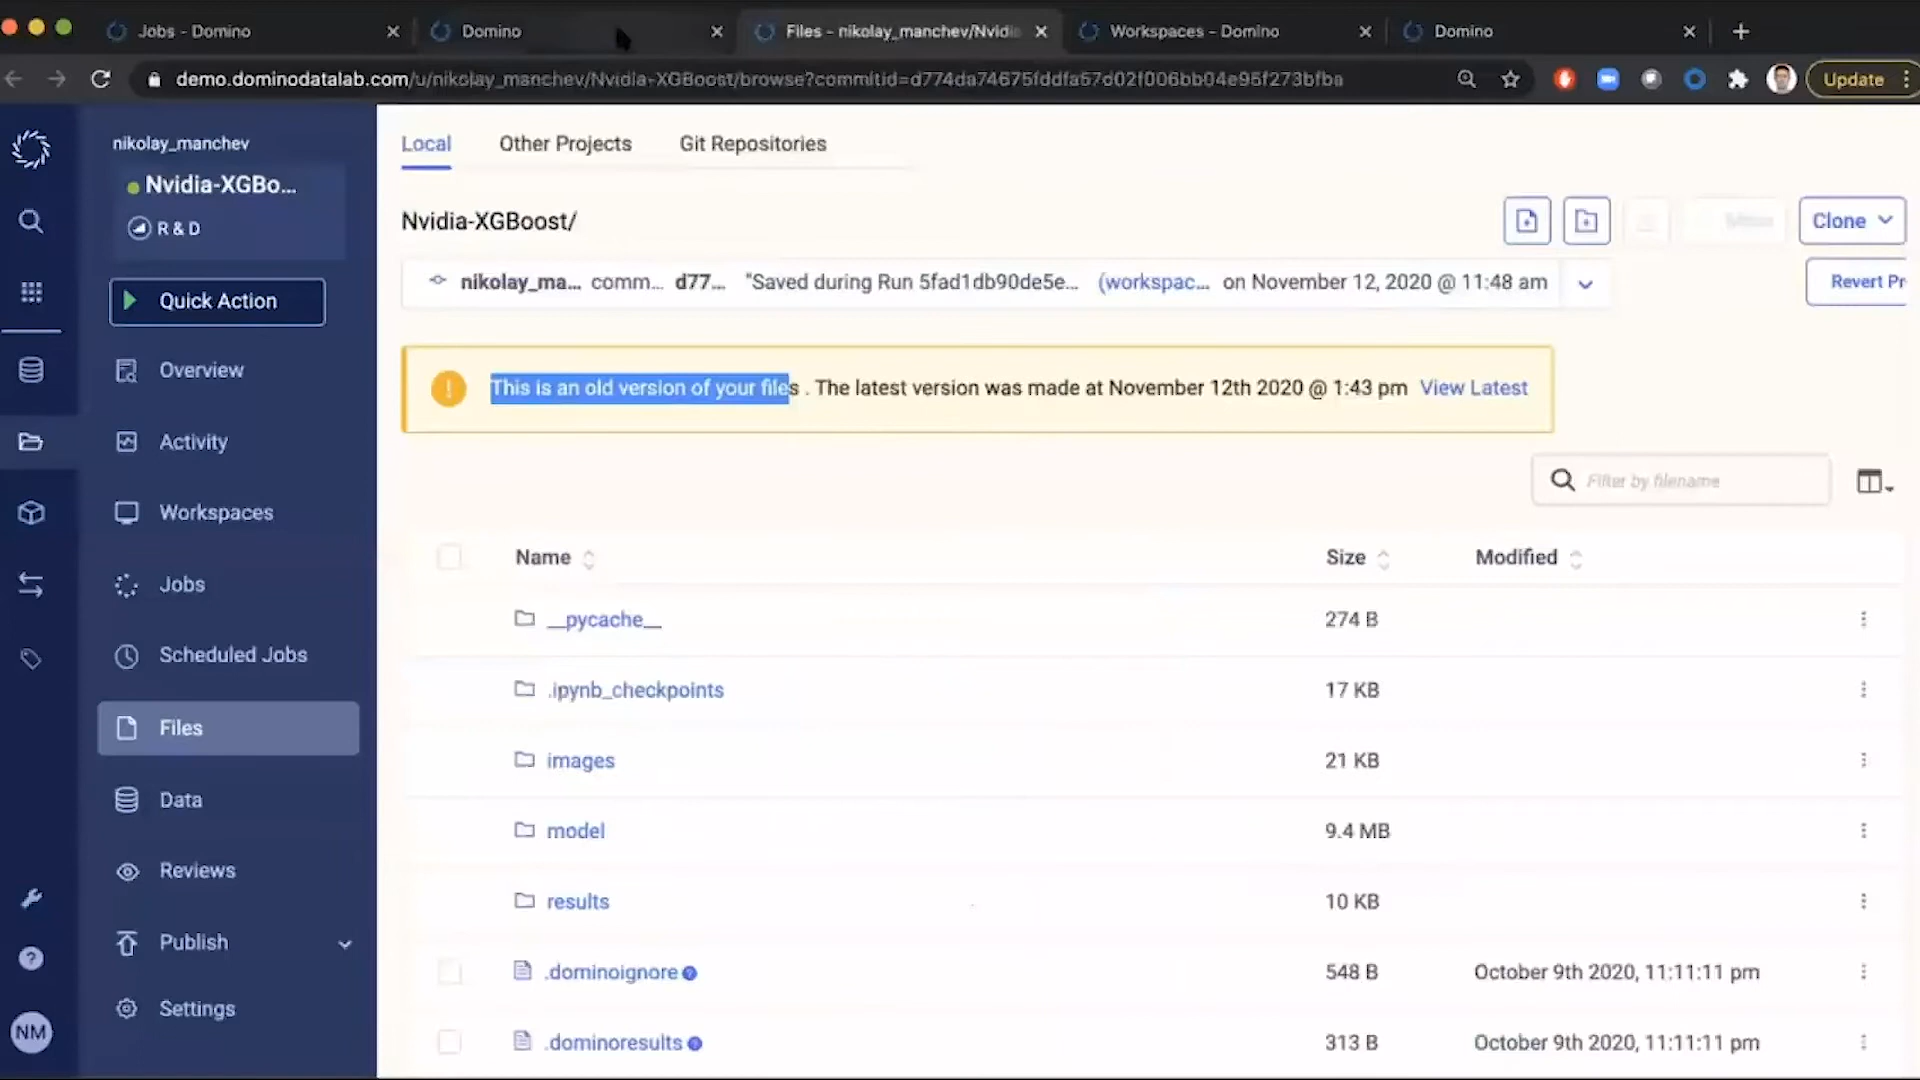 Jobs - Domino
Domino
Files - nikolay_manchev/Nvidi
Workspaces - Domino
Domino
demo.dominodatalab.com/u/nikolay_manchev/Nvidia-XGBoost/browse?commitId=d774da74675fddfa57d02f006bb04e95f273bfba
Update
nikolay_manchev
Nvidia-XGBo...
R & D
Quick Action
Overview
Activity
Workspaces
Jobs
Scheduled Jobs
Files
Data
Reviews
Publish
Settings
NM
Local
Other Projects
Git Repositories
Nvidia-XGBoost/
Clone
nikolay_ma... comm... d77... "Saved during Run 5fad1db90de5e... (workspac... on November 12, 2020 @ 11:48 am
Revert Pr
This is an old version of your files . The latest version was made at November 12th 2020 @ 1:43 pm View Latest
Filter by filename
Name Size Modified
__pycache__ 274 B
.ipynb_checkpoints 17 KB
images 21 KB
model 9.4 MB
results 10 KB
.dominoignore ? 548 B October 9th 2020, 11:11:11 pm
.dominoresults ? 313 B October 9th 2020, 11:11:11 pm